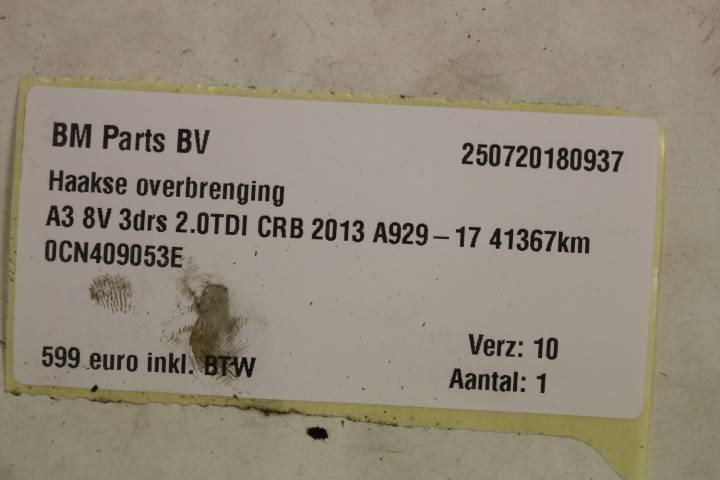 BM Parts BV
250720180937
Haakse overbrenging
A3 8V 3drs 2.0TDI CRB 2013 A929-17 41367km
0CN409053E
599 euro inkl. BTW
Verz: 10
Aantal: 1